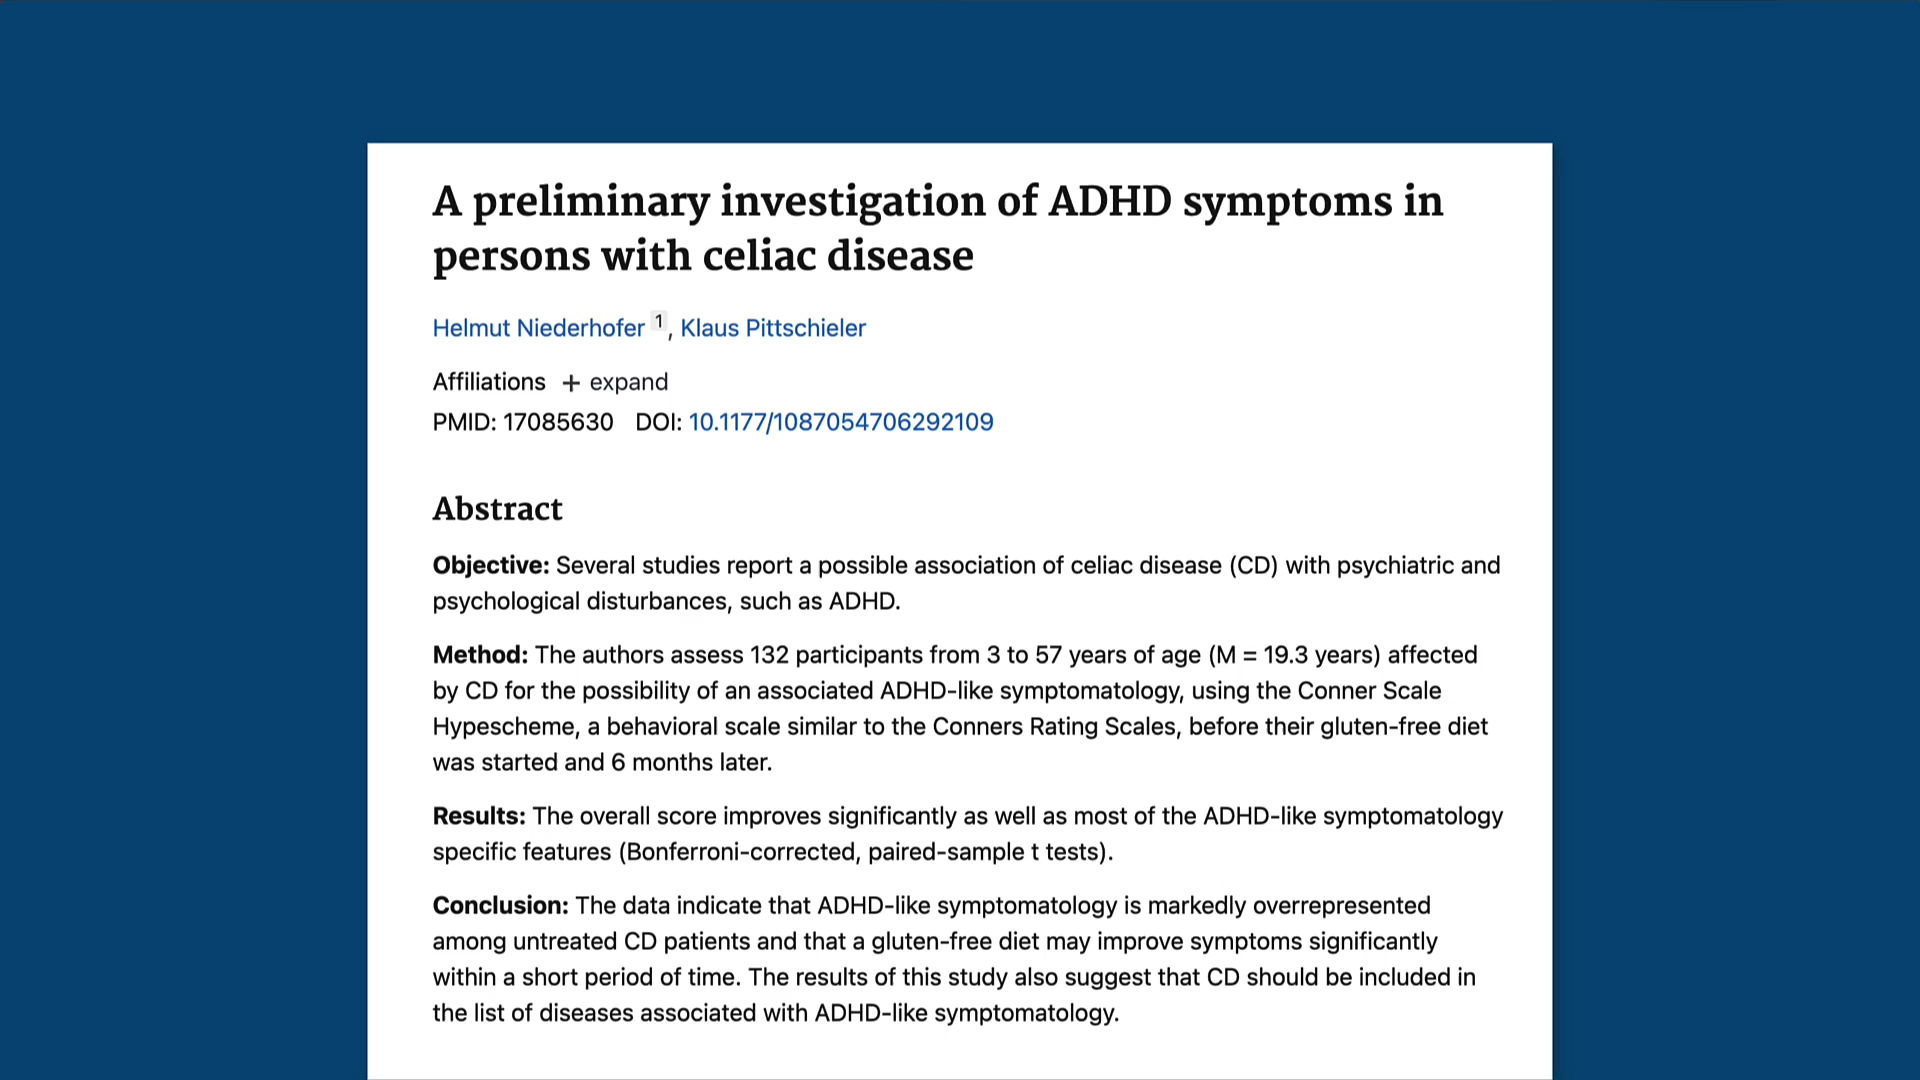 A preliminary investigation of ADHD symptoms in
persons with celiac disease
Helmut Niederhofer 1, Klaus Pittschieler
Affiliations + expand
PMID: 17085630 DOI: 10.1177/1087054706292109
Abstract
Objective: Several studies report a possible association of celiac disease (CD) with psychiatric and
psychological disturbances, such as ADHD.
Method: The authors assess 132 participants from 3 to 57 years of age (M = 19.3 years) affected
by CD for the possibility of an associated ADHD-like symptomatology, using the Conner Scale
Hypescheme, a behavioral scale similar to the Conners Rating Scales, before their gluten-free diet
was started and 6 months later.
Results: The overall score improves significantly as well as most of the ADHD-like symptomatology
specific features (Bonferroni-corrected, paired-sample t tests).
Conclusion: The data indicate that ADHD-like symptomatology is markedly overrepresented
among untreated CD patients and that a gluten-free diet may improve symptoms significantly
within a short period of time. The results of this study also suggest that CD should be included in
the list of diseases associated with ADHD-like symptomatology.